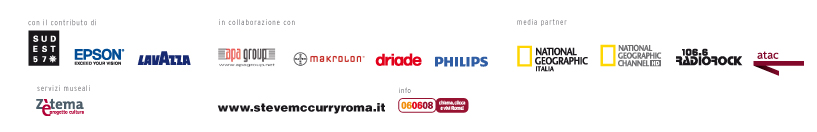 con il contributo di
in collaborazione con
media partner
SUD
EST
57
EPSON
EXCEED YOUR VISION
LAVAZZA
apa group
www.apagroup.net
makrolon
driade
PHILIPS
NATIONAL
GEOGRAPHIC
ITALIA
NATIONAL
GEOGRAPHIC
CHANNEL HD
106.6
RADIOROCK
atac
servizi museali
Zètema
progetto cultura
www.stevemccurryroma.it
info
060608
chiama, clicca
e vivi Roma!